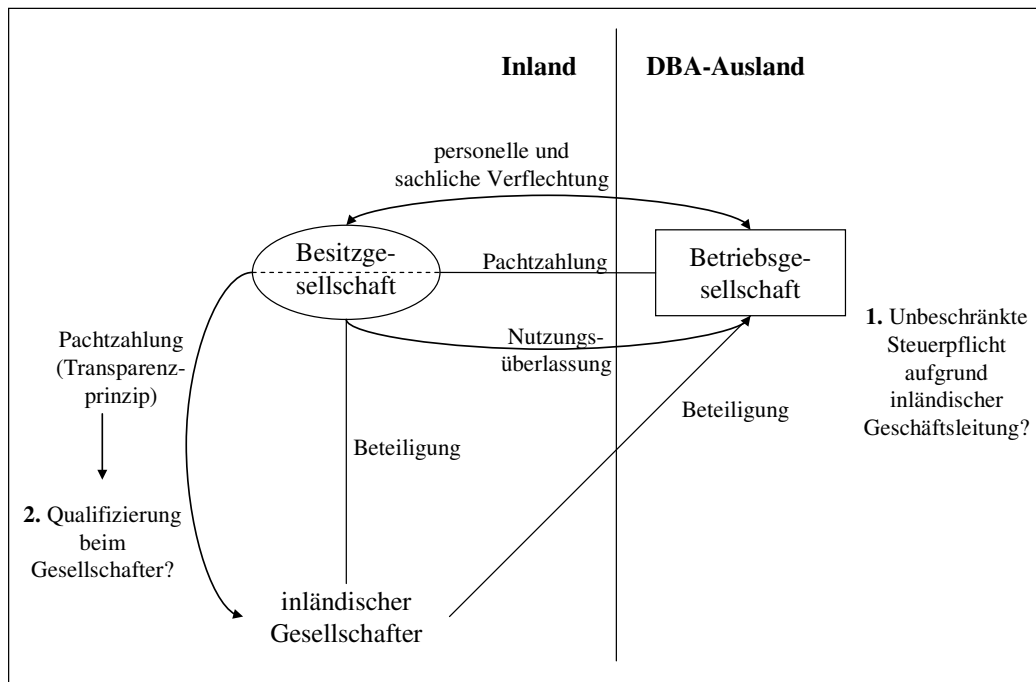 Inland
DBA-Ausland
personelle und
sachliche Verflechtung
Besitzge-
sellschaft
Pachtzahlung
Betriebsge-
sellschaft
Pachtzahlung
(Transparenz-
prinzip)
Nutzungs-
überlassung
1. Unbeschränkte
Steuerpflicht
aufgrund
inländischer
Geschäftsleitung?
Beteiligung
Beteiligung
2. Qualifizierung
beim
Gesellschafter?
inländischer
Gesellschafter